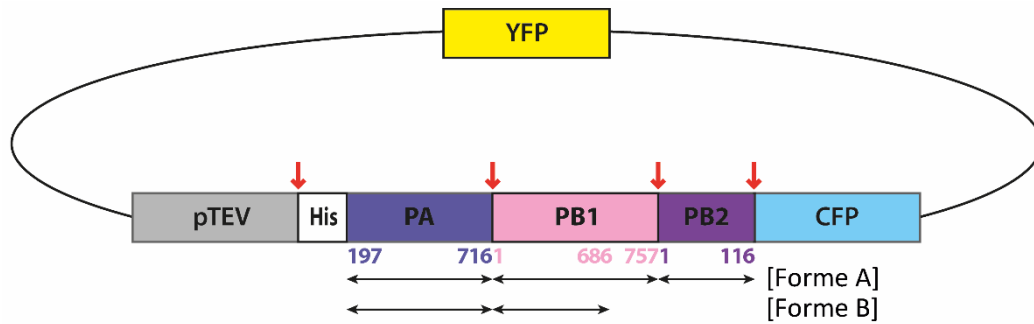 YFP
pTEV His PA PB1 PB2 CFP
197 716 1 686 757 1 116
[Forme A]
[Forme B]